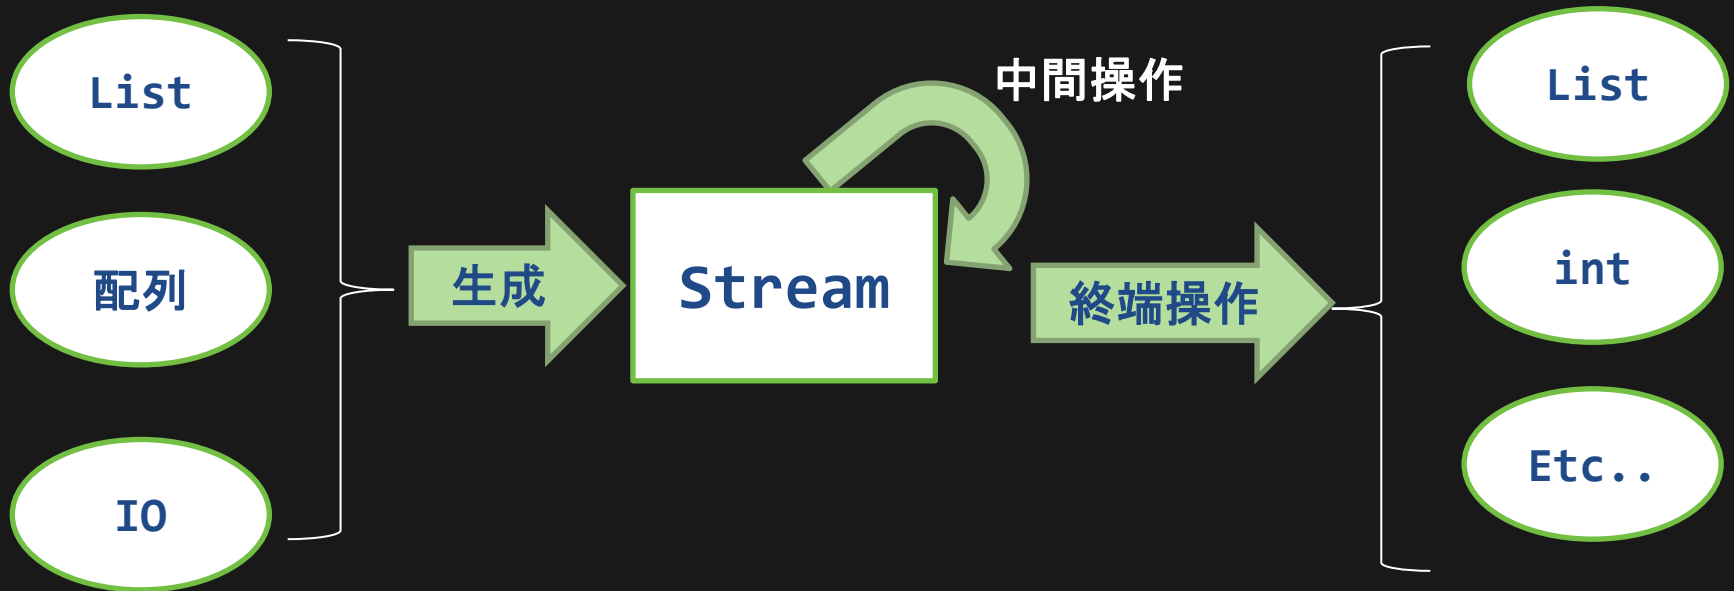 List
配列
IO
生成
Stream
中間操作
終端操作
List
int
Etc..